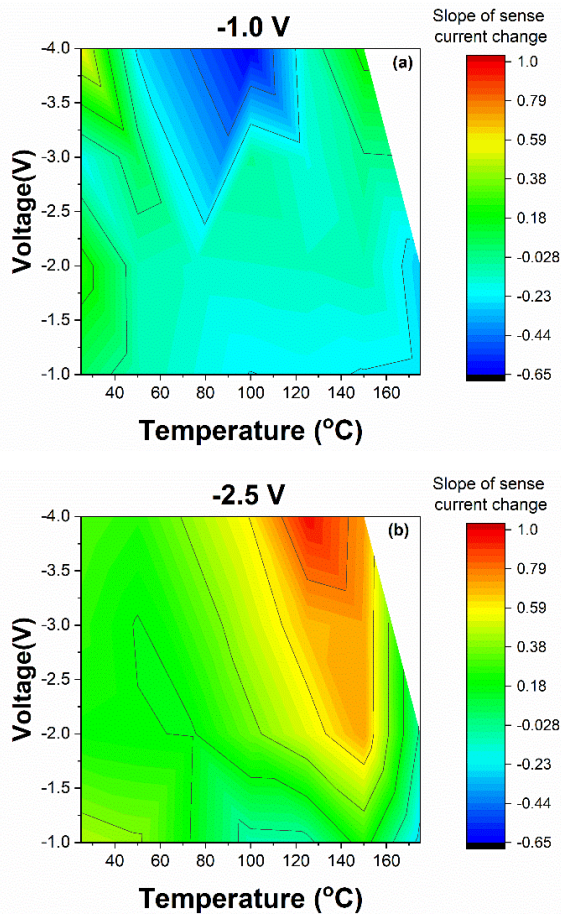 -1.0 V
Slope of sense
current change
(a)
-4.0
-3.5
-3.0
-2.5
-2.0
-1.5
-1.0
Voltage(V)
40 60 80 100 120 140 160
Temperature (°C)
1.0
0.79
0.59
0.38
0.18
-0.028
-0.23
-0.44
-0.65
-2.5 V
Slope of sense
current change
(b)
-4.0
-3.5
-3.0
-2.5
-2.0
-1.5
-1.0
Voltage(V)
40 60 80 100 120 140 160
Temperature (°C)
1.0
0.79
0.59
0.38
0.18
-0.028
-0.23
-0.44
-0.65